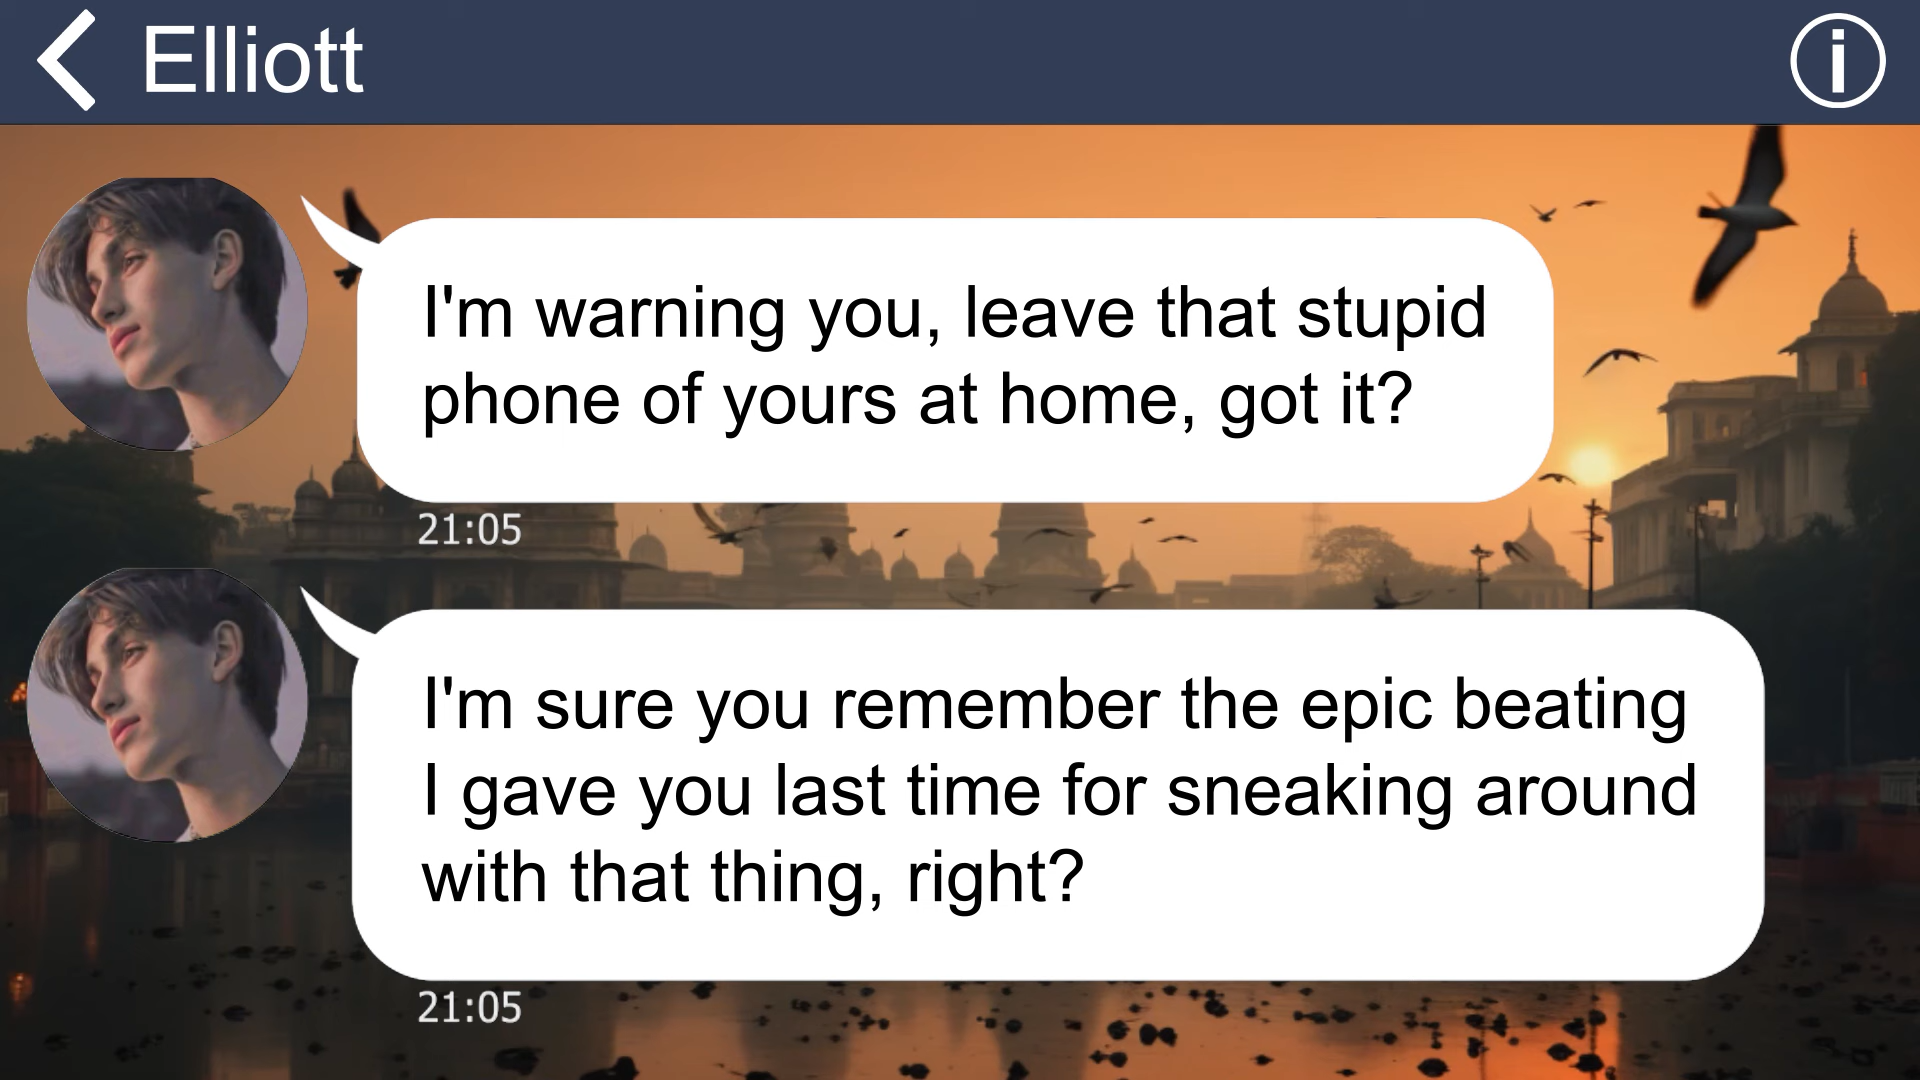 Elliott
I'm warning you, leave that stupid
phone of yours at home, got it?
21:05
I'm sure you remember the epic beating
I gave you last time for sneaking around
with that thing, right?
21:05